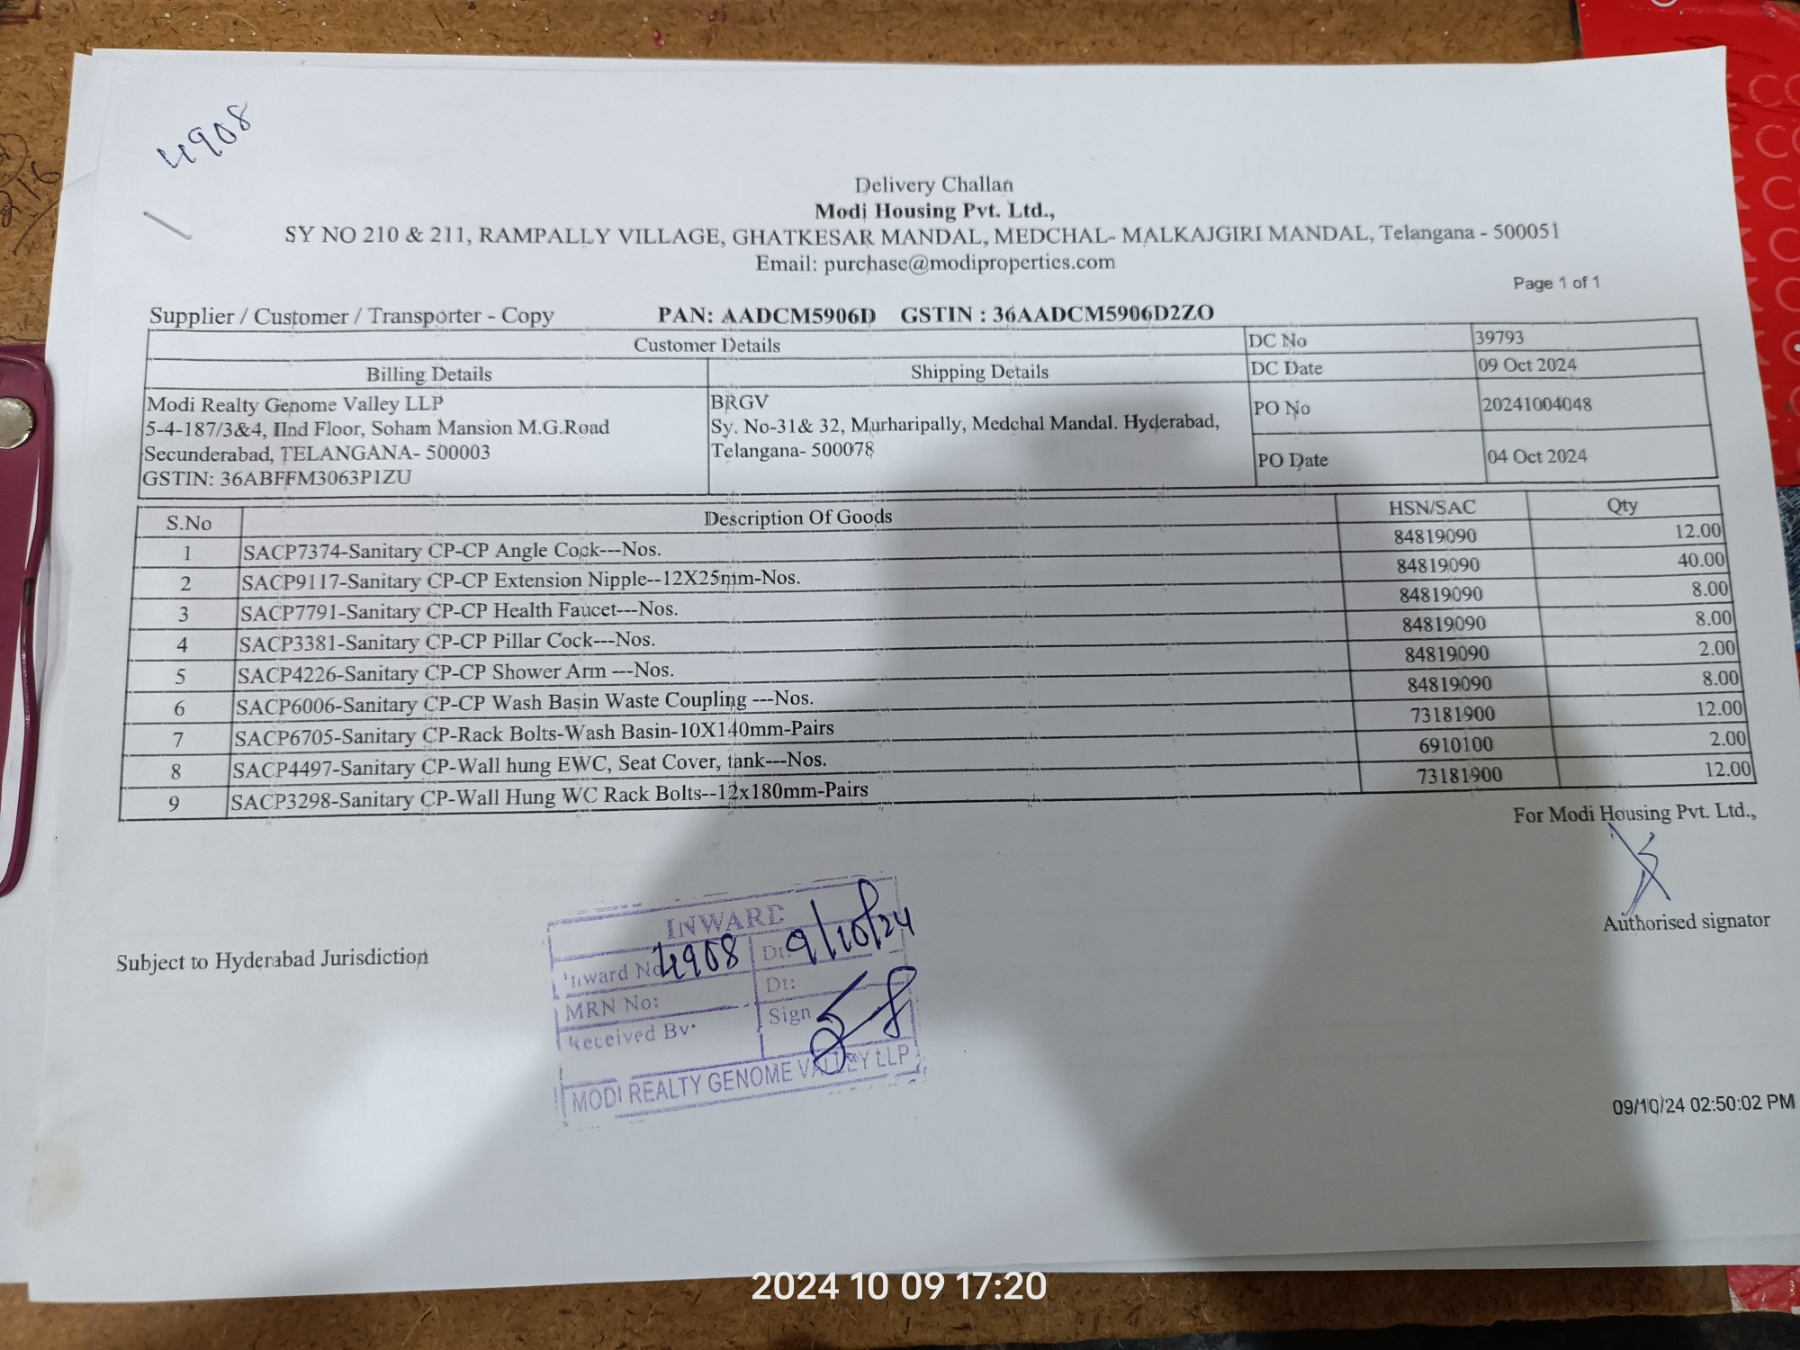 4908
Delivery Challan
Modi Housing Pvt. Ltd.,
SY NO 210 & 211, RAMPALLY VILLAGE, GHATKESAR MANDAL, MEDCHAL- MALKAJGIRI MANDAL, Telangana - 500051
Email: purchase@modiproperties.com
Page 1 of 1
Supplier / Customer / Transporter - Copy PAN: AADCM5906D GSTIN : 36AADCM5906D2ZO
Customer Details DC No 39793
Billing Details Shipping Details DC Date 09 Oct 2024
Modi Realty Genome Valley LLP BRGV PO No 20241004048
5-4-187/3&4, IInd Floor, Soham Mansion M.G.Road Sy. No-31& 32, Murharipally, Medchal Mandal. Hyderabad,
Secunderabad, TELANGANA- 500003 Telangana- 500078 PO Date 04 Oct 2024
GSTIN: 36ABFFM3063P1ZU
S.No Description Of Goods HSN/SAC Qty
1 SACP7374-Sanitary CP-CP Angle Cock---Nos. 84819090 12.00
2 SACP9117-Sanitary CP-CP Extension Nipple--12X25mm-Nos. 84819090 40.00
3 SACP7791-Sanitary CP-CP Health Faucet---Nos. 84819090 8.00
4 SACP3381-Sanitary CP-CP Pillar Cock---Nos. 84819090 8.00
5 SACP4226-Sanitary CP-CP Shower Arm ---Nos. 84819090 2.00
6 SACP6006-Sanitary CP-CP Wash Basin Waste Coupling ---Nos. 84819090 8.00
7 SACP6705-Sanitary CP-Rack Bolts-Wash Basin-10X140mm-Pairs 73181900 12.00
8 SACP4497-Sanitary CP-Wall hung EWC, Seat Cover, tank---Nos. 6910100 2.00
9 SACP3298-Sanitary CP-Wall Hung WC Rack Bolts--12x180mm-Pairs 73181900 12.00
For Modi Housing Pvt. Ltd.,
Authorised signator
Subject to Hyderabad Jurisdiction
INWARD
Inward No 4908 Dt: 9/10/24
MRN No: Dt:
Received By: Sign
MODI REALTY GENOME VALLEY LLP
09/10/24 02:50:02 PM
2024 10 09 17:20